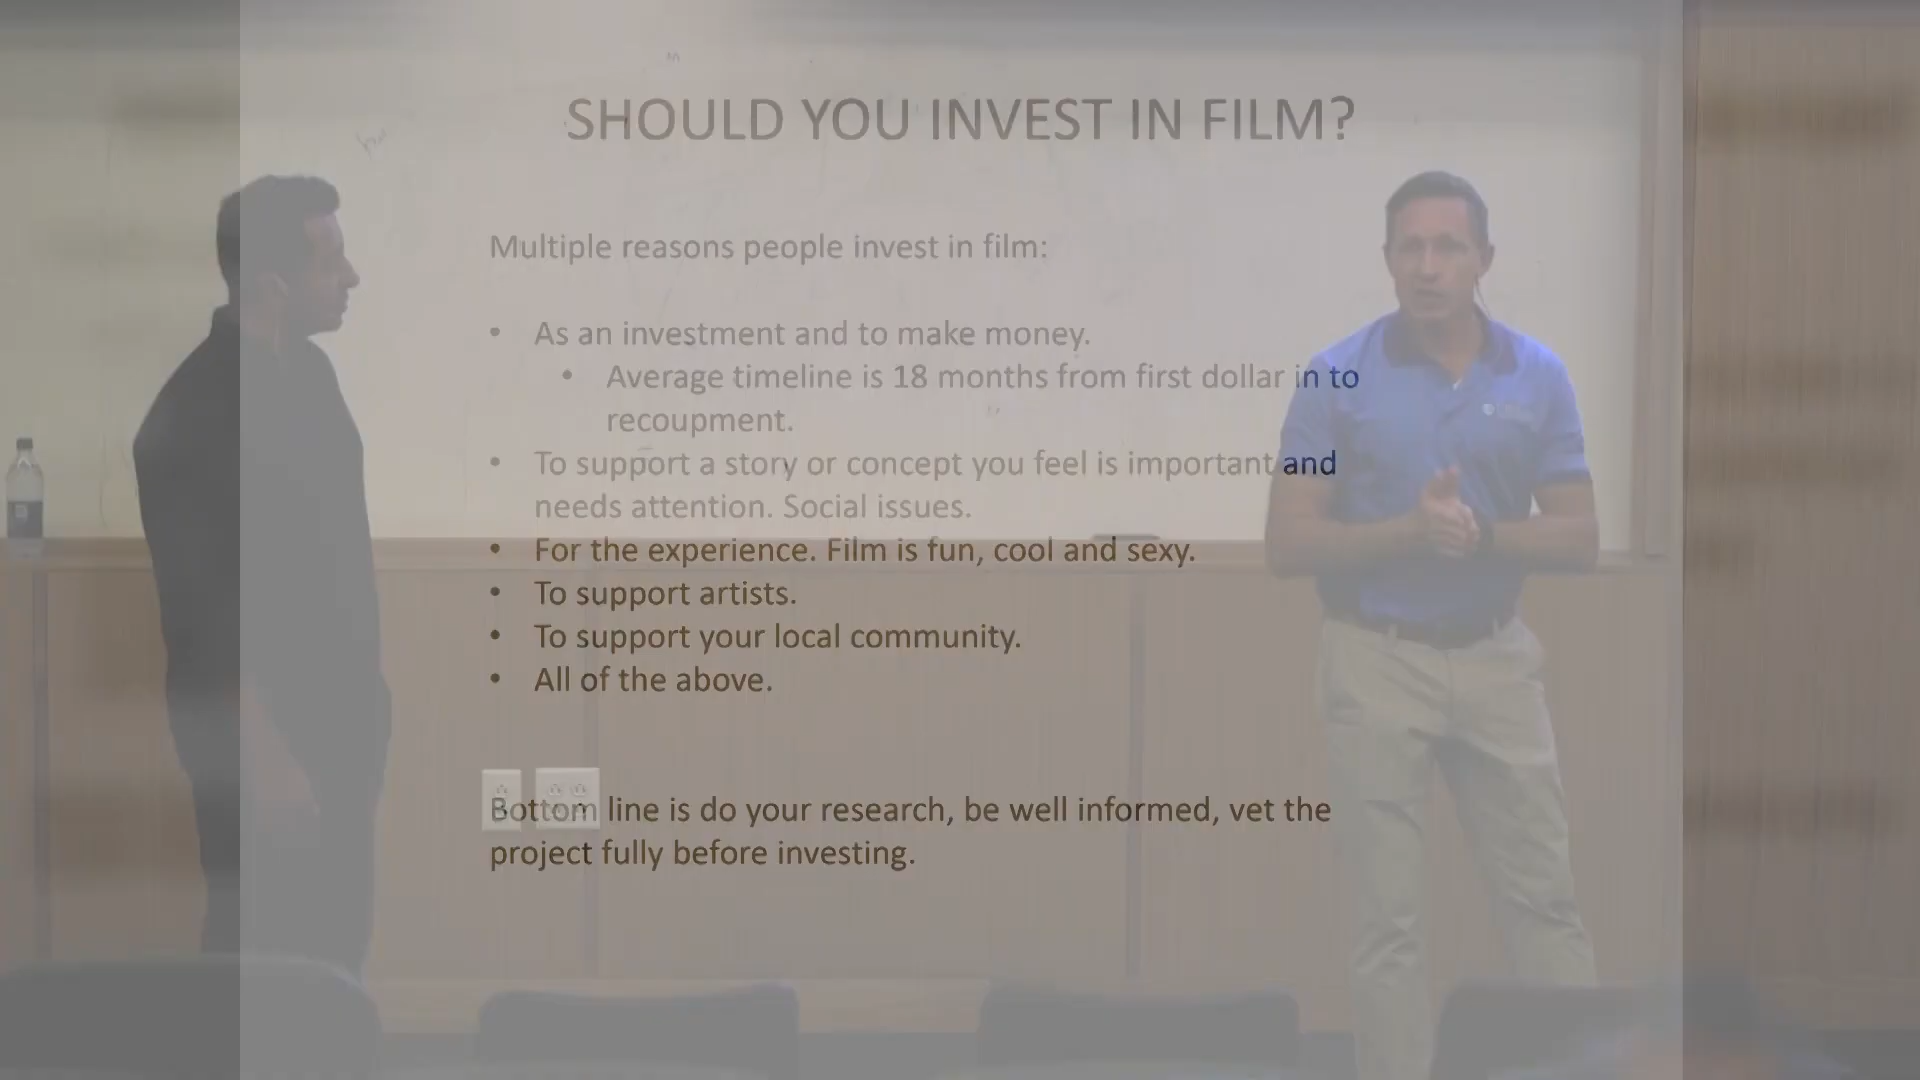 SHOULD YOU INVEST IN FILM?
Multiple reasons people invest in film:
• As an investment and to make money.
• Average timeline is 18 months from first dollar in to
recoupment.
• To support a story or concept you feel is important and
needs attention. Social issues.
• For the experience. Film is fun, cool and sexy.
• To support artists.
• To support your local community.
• All of the above.
Bottom line is do your research, be well informed, vet the
project fully before investing.